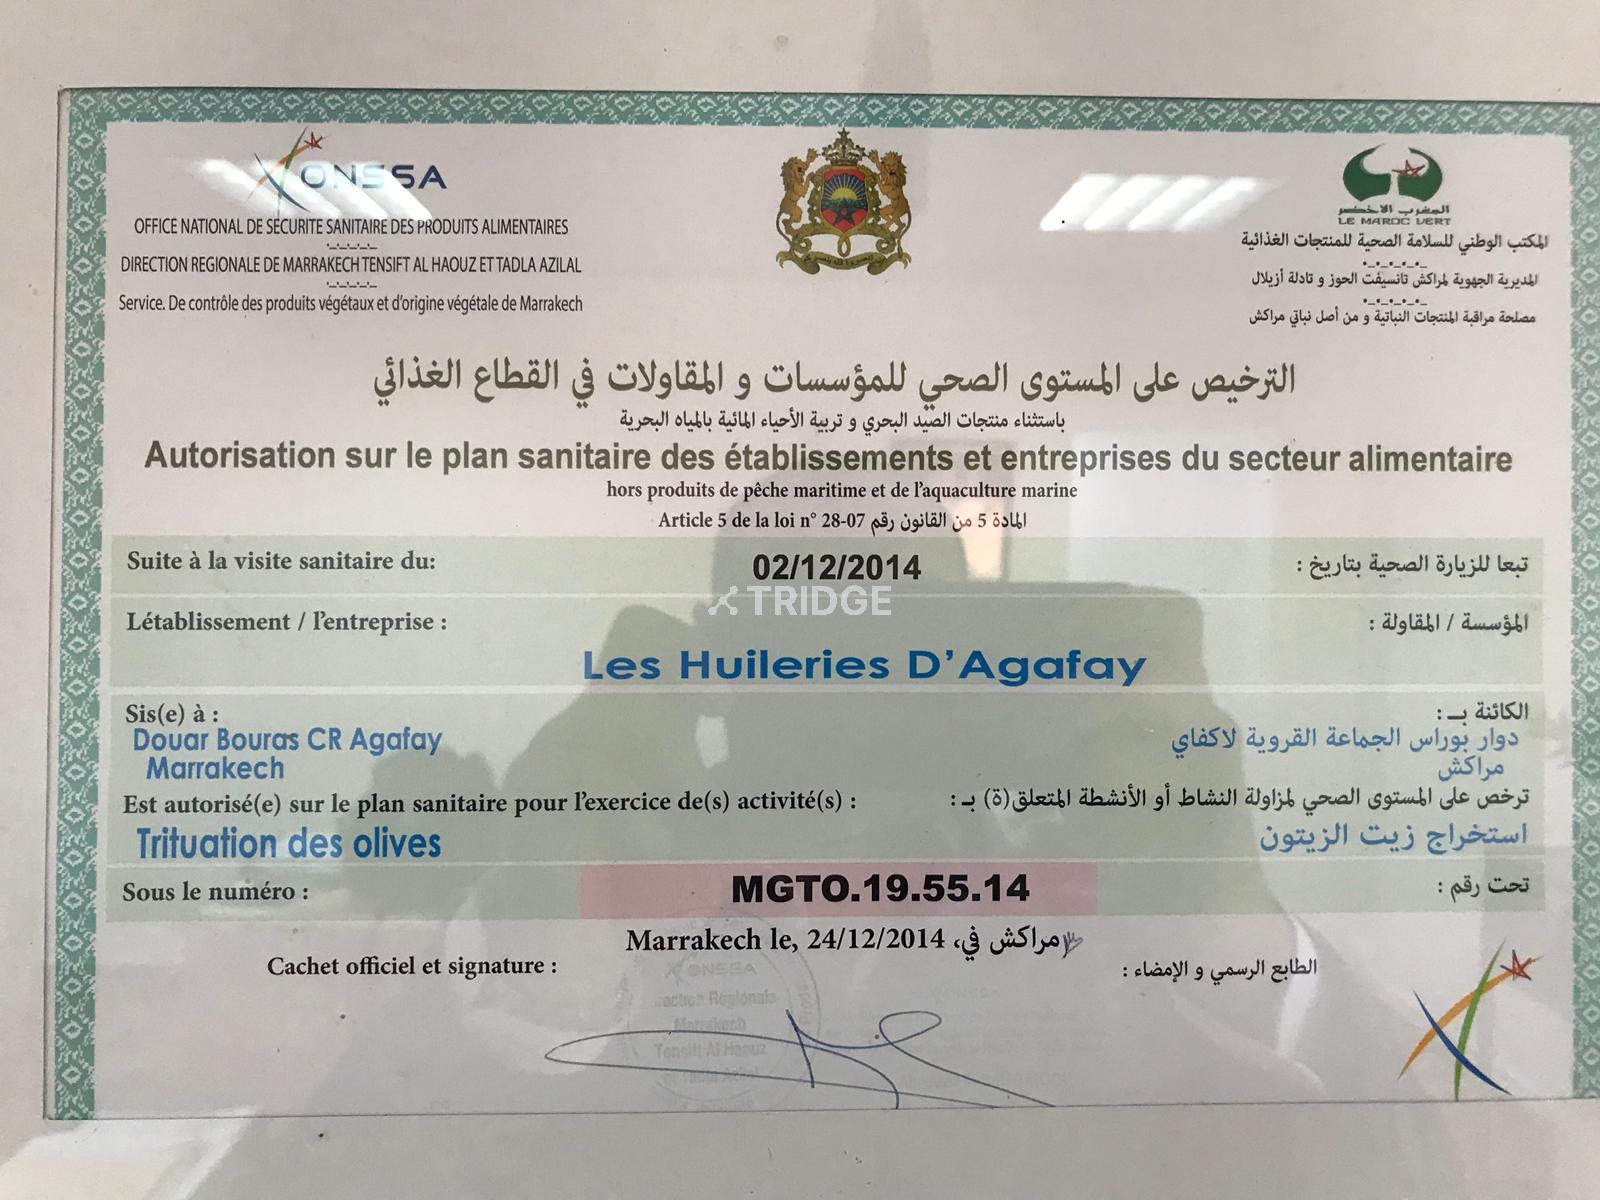 ONSSA
OFFICE NATIONAL DE SECURITE SANITAIRE DES PRODUITS ALIMENTAIRES
DIRECTION REGIONALE DE MARRAKECH TENSIFT AL HAOUZ ET TADLA AZILAL
Service. De contrôle des produits végétaux et d'origine végétale de Marrakech
المغرب الأخضر
LE MAROC VERT
المكتب الوطني للسلامة الصحية للمنتجات الغذائية
المديرية الجهوية لمراكش تانسيفت الحوز و تادلة أزيلال
مصلحة مراقبة المنتجات النباتية و من أصل نباتي مراكش
الترخيص على المستوى الصحي للمؤسسات و المقاولات في القطاع الغذائي
باستثناء منتجات الصيد البحري و تربية الأحياء المائية بالمياه البحرية
Autorisation sur le plan sanitaire des établissements et entreprises du secteur alimentaire
hors produits de pêche maritime et de l'aquaculture marine
Article 5 de la loi n° 28-07 المادة 5 من القانون رقم
Suite à la visite sanitaire du: 02/12/2014 تبعا للزيارة الصحية بتاريخ :
TRIDGE
Létablissement / l'entreprise : المؤسسة / المقاولة :
Les Huileries D'Agafay
Sis(e) à : الكائنة بـ :
Douar Bouras CR Agafay دوار بوراس الجماعة القروية لاكفاي
Marrakech مراكش
Est autorisé(e) sur le plan sanitaire pour l'exercice de(s) activité(s) : ترخص على المستوى الصحي لمزاولة النشاط أو الأنشطة المتعلق(ة) بـ :
Trituation des olives استخراج زيت الزيتون
Sous le numéro : MGTO.19.55.14 تحت رقم :
Marrakech le, 24/12/2014 مراكش في،
Cachet officiel et signature : الطابع الرسمي و الإمضاء :
ONSSA
Direction Régionale
Marrakech
Tensift Al Haouz